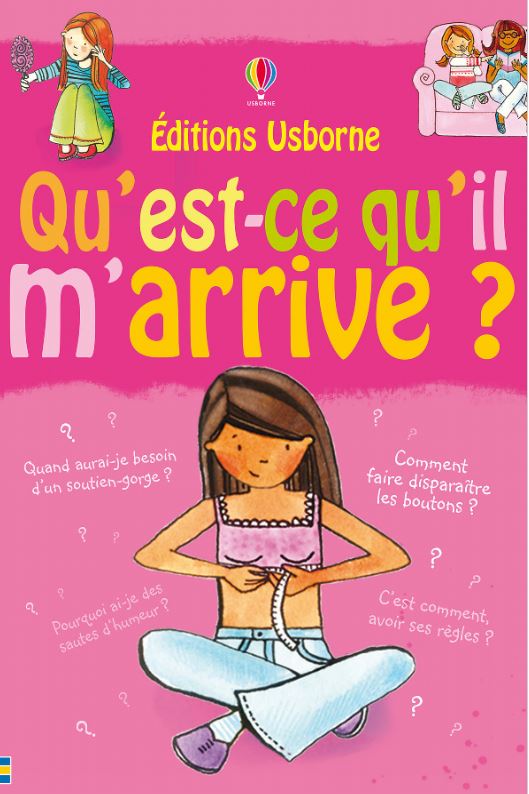 USBORNE
Éditions Usborne
Qu'est-ce qu'il
m'arrive ?
?
?
?
?
Quand aurai-je besoin
d'un soutien-gorge ?
Comment
faire disparaître
les boutons ?
?
?
?
?
?
?
Pourquoi ai-je des
sautes d'humeur ?
C'est comment,
avoir ses règles ?
?
?
?
?